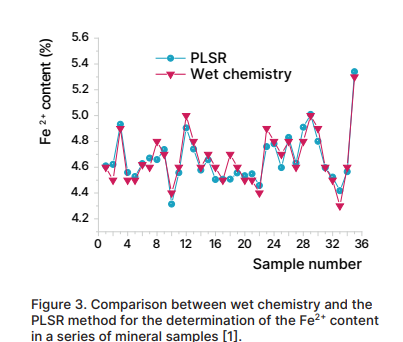 5.6
5.4
5.2
5.0
4.8
4.6
4.4
4.2
Fe 2+ content (%)
PLSR
Wet chemistry
0 4 8 12 16 20 24 28 32 36
Sample number
Figure 3. Comparison between wet chemistry and the
PLSR method for the determination of the Fe²⁺ content
in a series of mineral samples [1].